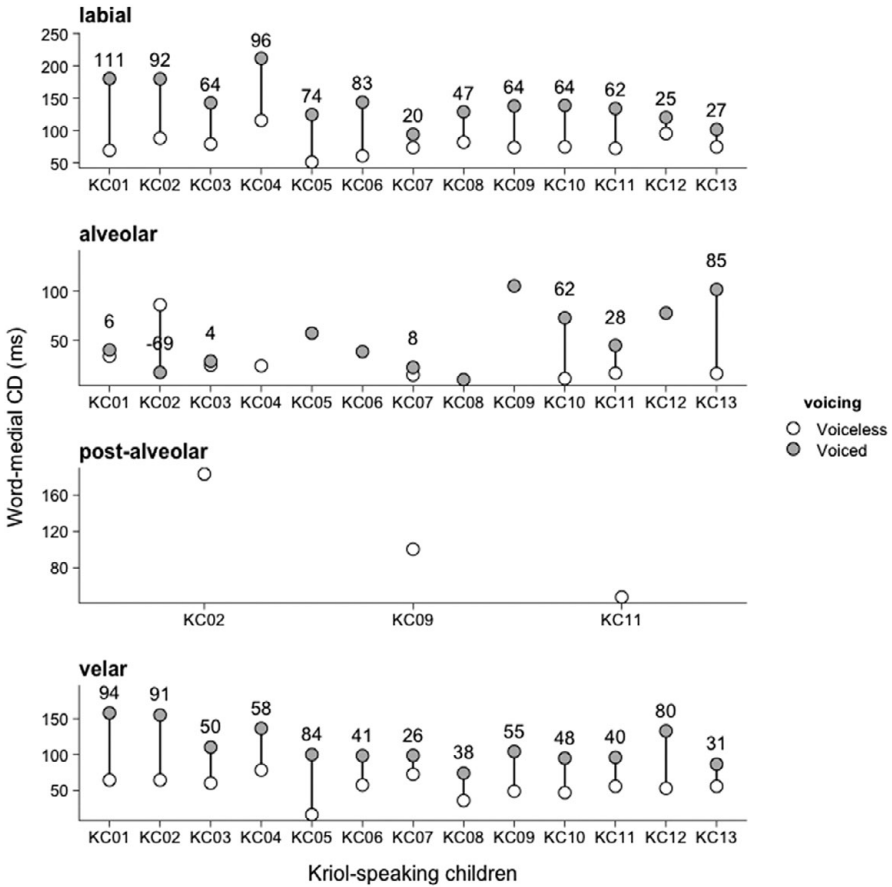 labial
250
200
150
100
50
111 92 64 96 74 83 20 47 64 64 62 25 27
KC01 KC02 KC03 KC04 KC05 KC06 KC07 KC08 KC09 KC10 KC11 KC12 KC13
alveolar
100
50
6 -69 4 8 62 28 85
KC01 KC02 KC03 KC04 KC05 KC06 KC07 KC08 KC09 KC10 KC11 KC12 KC13
post-alveolar
160
120
80
KC02 KC09 KC11
velar
150
100
50
94 91 50 58 84 41 26 38 55 48 40 80 31
KC01 KC02 KC03 KC04 KC05 KC06 KC07 KC08 KC09 KC10 KC11 KC12 KC13
Word-medial CD (ms)
Kriol-speaking children
voicing
Voiceless
Voiced